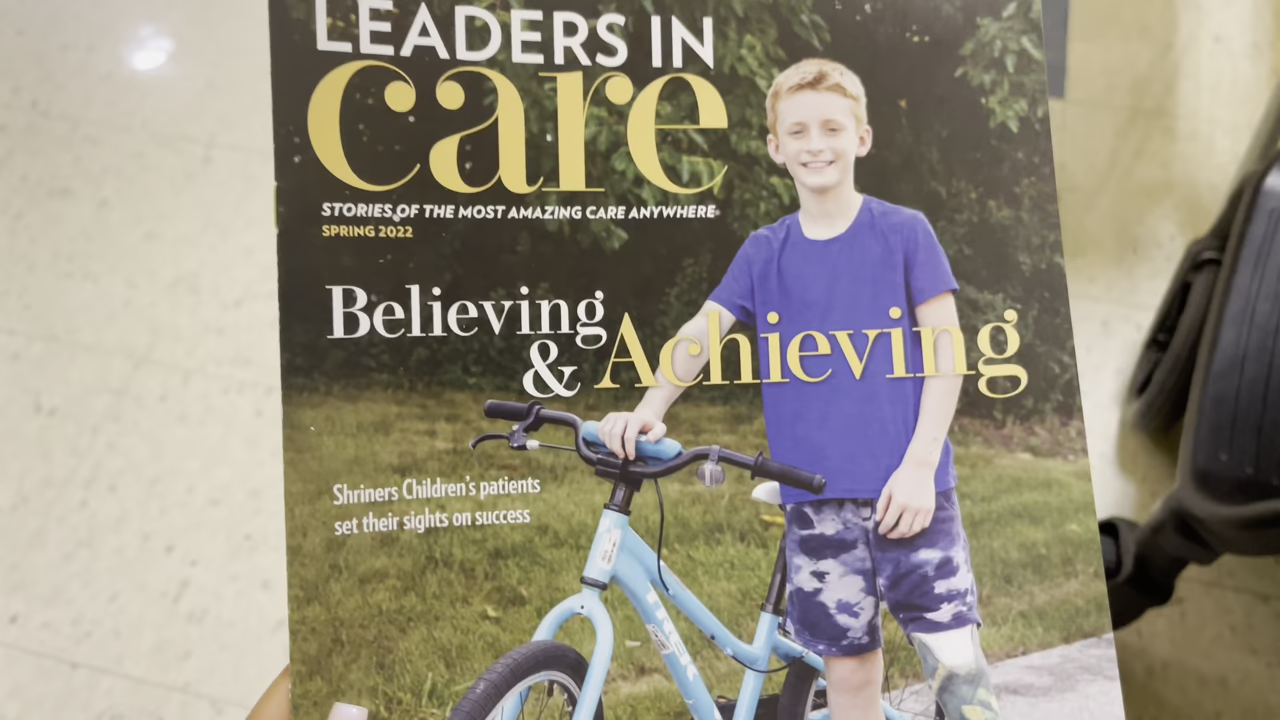 LEADERS IN
care
STORIES OF THE MOST AMAZING CARE ANYWHERE®
SPRING 2022
Believing
& Achieving
Shriners Children's patients
set their sights on success
TREK